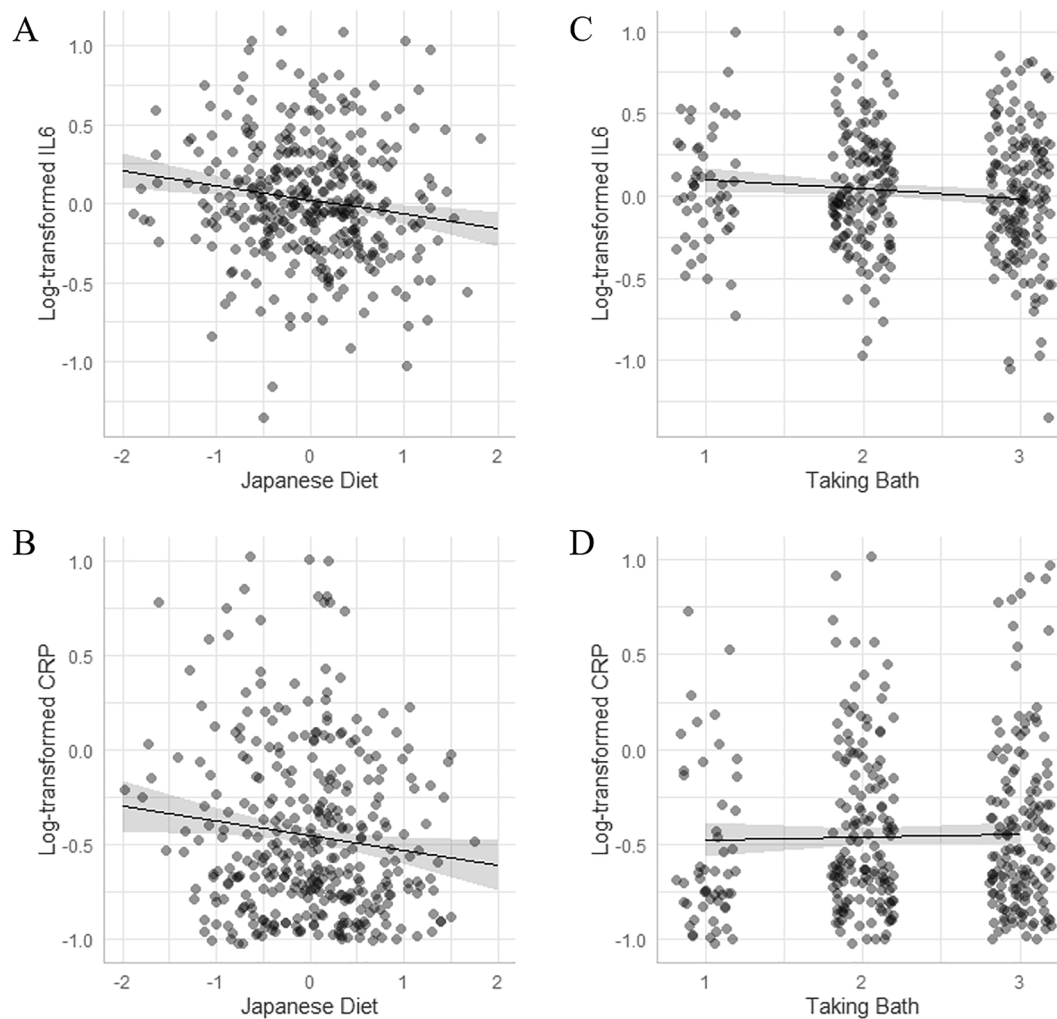 A
1.0
0.5
0.0
-0.5
-1.0
Log-transformed IL6
-2 -1 0 1 2
Japanese Diet
C
1.0
0.5
0.0
-0.5
-1.0
Log-transformed IL6
1 2 3
Taking Bath
B
1.0
0.5
0.0
-0.5
-1.0
Log-transformed CRP
-2 -1 0 1 2
Japanese Diet
D
1.0
0.5
0.0
-0.5
-1.0
Log-transformed CRP
1 2 3
Taking Bath